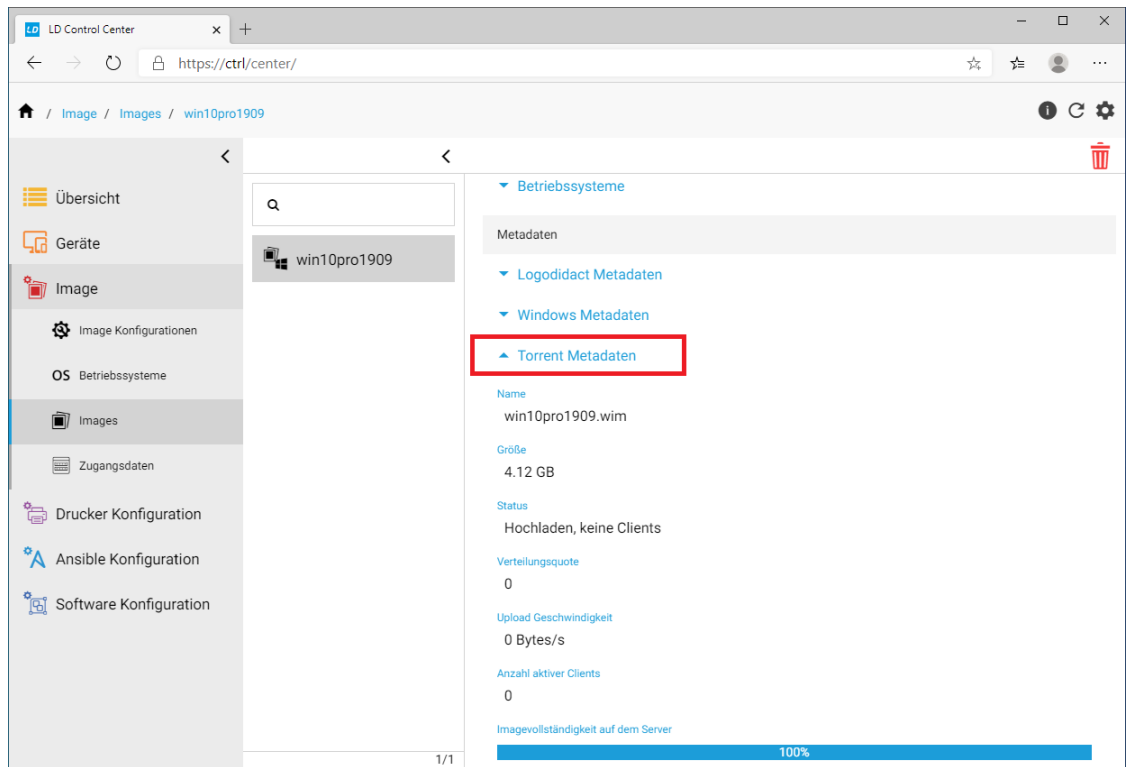 LD Control Center
https://ctrl/center/
/ Image / Images / win10pro1909
Übersicht
Geräte
Image
Image Konfigurationen
OS Betriebssysteme
Images
Zugangsdaten
Drucker Konfiguration
Ansible Konfiguration
Software Konfiguration
win10pro1909
1/1
Betriebssysteme
Metadaten
Logodidact Metadaten
Windows Metadaten
Torrent Metadaten
Name
win10pro1909.wim
Größe
4.12 GB
Status
Hochladen, keine Clients
Verteilungsquote
0
Upload Geschwindigkeit
0 Bytes/s
Anzahl aktiver Clients
0
Imagevollständigkeit auf dem Server
100%